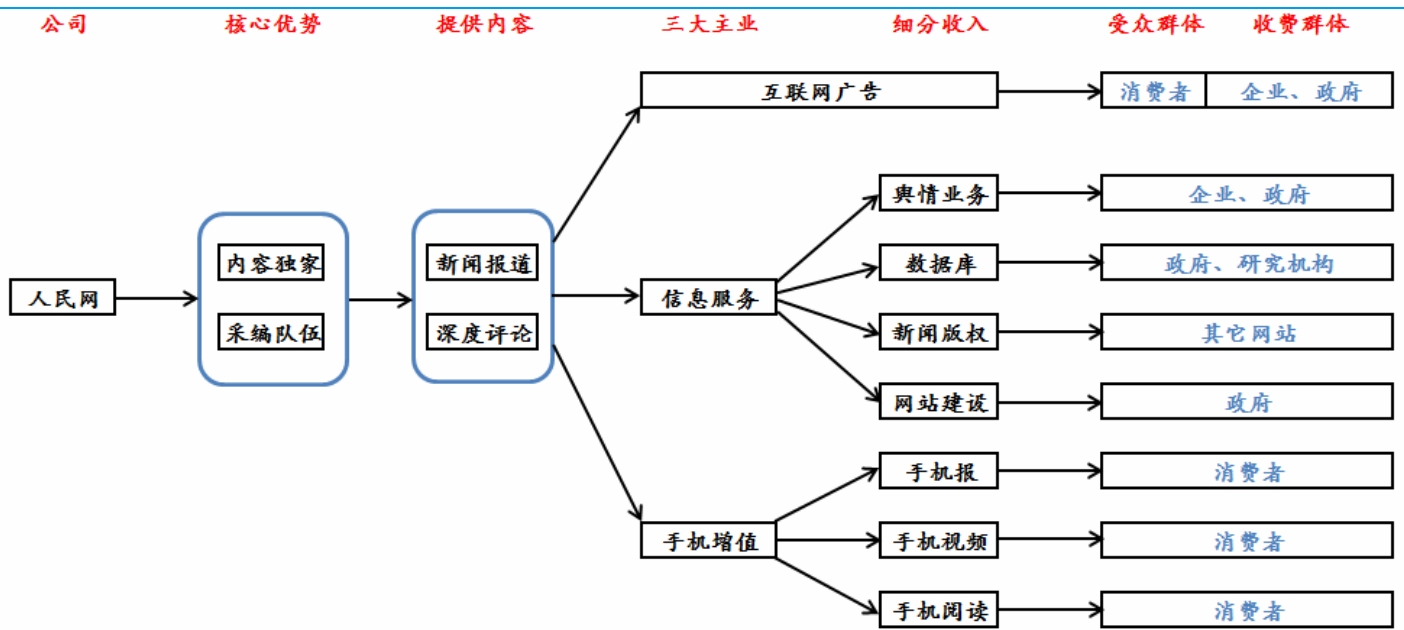 公司 核心优势 提供内容 三大主业 细分收入 受众群体 收费群体
互联网广告 消费者 企业、政府
舆情业务 企业、政府
内容独家 新闻报道 数据库 政府、研究机构
人民网 信息服务
采编队伍 深度评论 新闻版权 其它网站
网站建设 政府
手机报 消费者
手机增值 手机视频 消费者
手机阅读 消费者